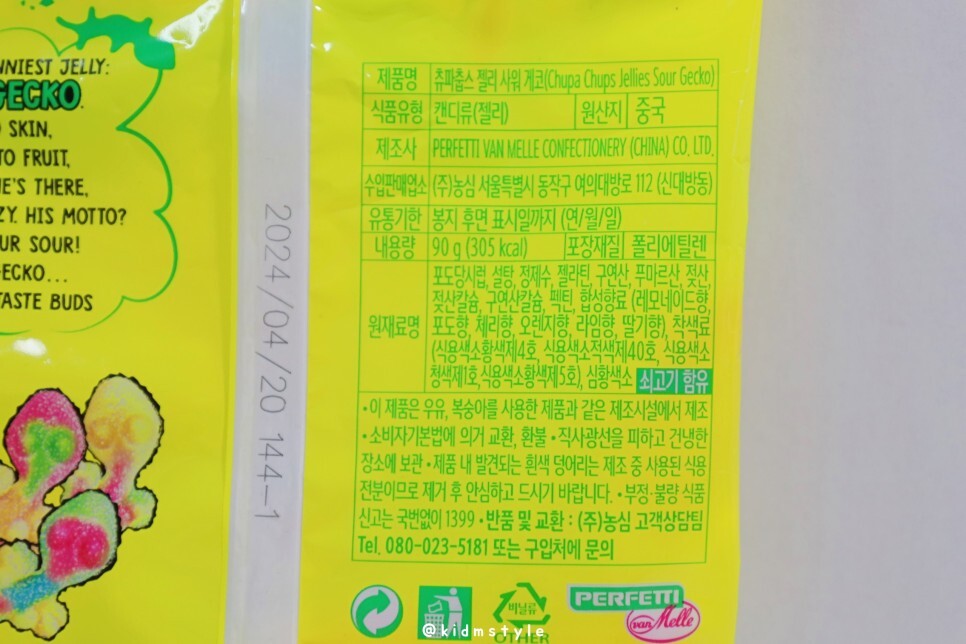 NNIEST JELLY:
GECKO.
SKIN,
TO FRUIT,
E'S THERE,
ZY. HIS MOTTO?
UR SOUR!
ECKO...
TASTE BUDS
2024/04/20 144-1
제품명 츄파춥스 젤리 사워 게코(Chupa Chups Jellies Sour Gecko)
식품유형 캔디류(젤리) 원산지 중국
제조사 PERFETTI VAN MELLE CONFECTIONERY (CHINA) CO. LTD.
수입판매업소 (주)농심 서울특별시 동작구 여의대방로 112 (신대방동)
유통기한 봉지 후면 표시일까지 (연/월/일)
내용량 90 g (305 kcal) 포장재질 폴리에틸렌
원재료명 포도당시럽, 설탕, 정제수, 젤라틴, 구연산, 푸마르산, 젖산,
젖산칼슘, 구연산칼슘, 펙틴, 합성향료 (레모네이드향,
포도향, 체리향, 오렌지향, 라임향, 딸기향), 착색료
(식용색소황색제4호, 식용색소적색제40호, 식용색소
청색제1호, 식용색소황색제5호), 심황색소 쇠고기 함유
• 이 제품은 우유, 복숭아를 사용한 제품과 같은 제조시설에서 제조
• 소비자기본법에 의거 교환, 환불 • 직사광선을 피하고 건냉한
장소에 보관 • 제품 내 발견되는 흰색 덩어리는 제조 중 사용된 식용
전분이므로 제거 후 안심하고 드시기 바랍니다. • 부정·불량 식품
신고는 국번없이 1399 • 반품 및 교환 : (주)농심 고객상담팀
Tel. 080-023-5181 또는 구입처에 문의
비닐류
OTHER
PERFETTI
van Melle
@kidmstyle